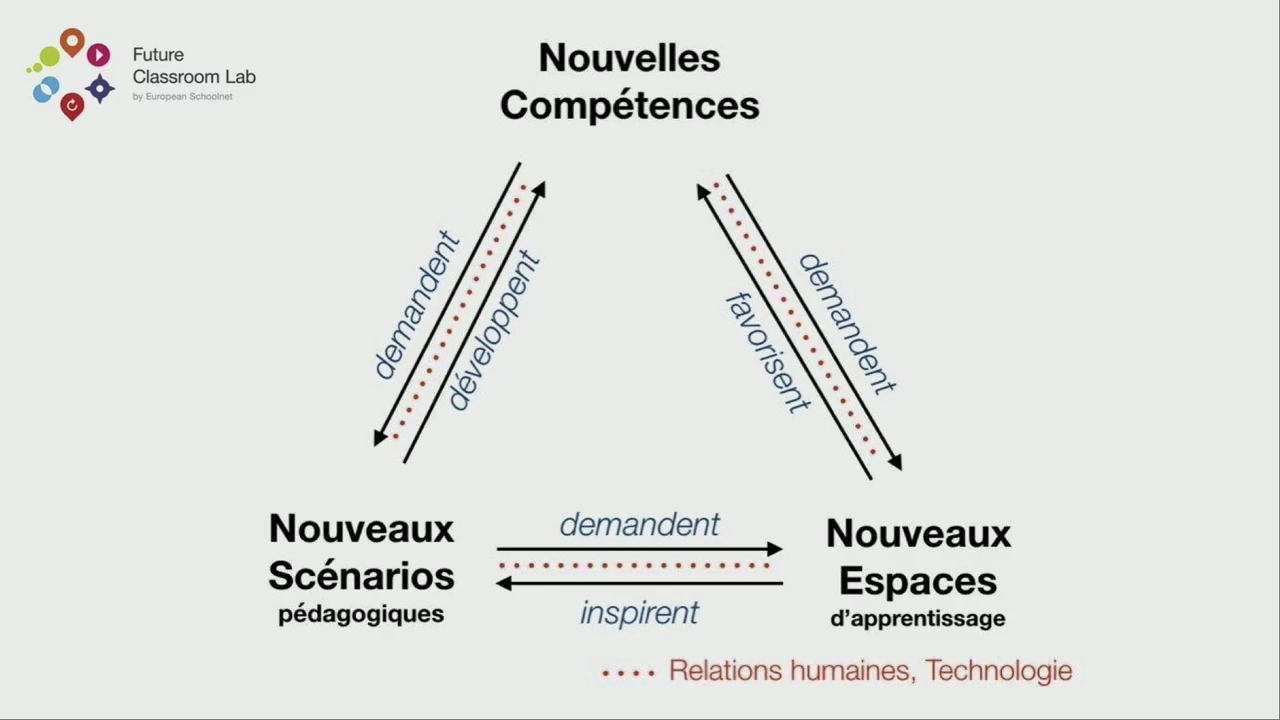 Future
Classroom Lab
by European Schoolnet
Nouvelles
Compétences
demandent
développent
demandent
favorisent
Nouveaux
Scénarios
pédagogiques
demandent
inspirent
Nouveaux
Espaces
d'apprentissage
Relations humaines, Technologie